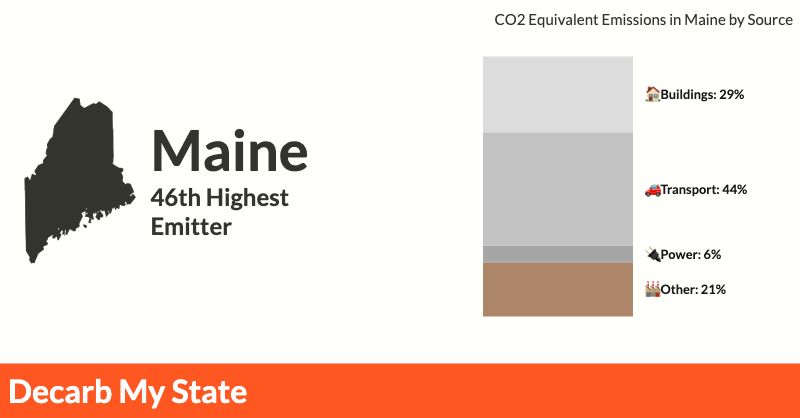 CO2 Equivalent Emissions in Maine by Source
Maine
46th Highest
Emitter
Buildings: 29%
Transport: 44%
Power: 6%
Other: 21%
Decarb My State